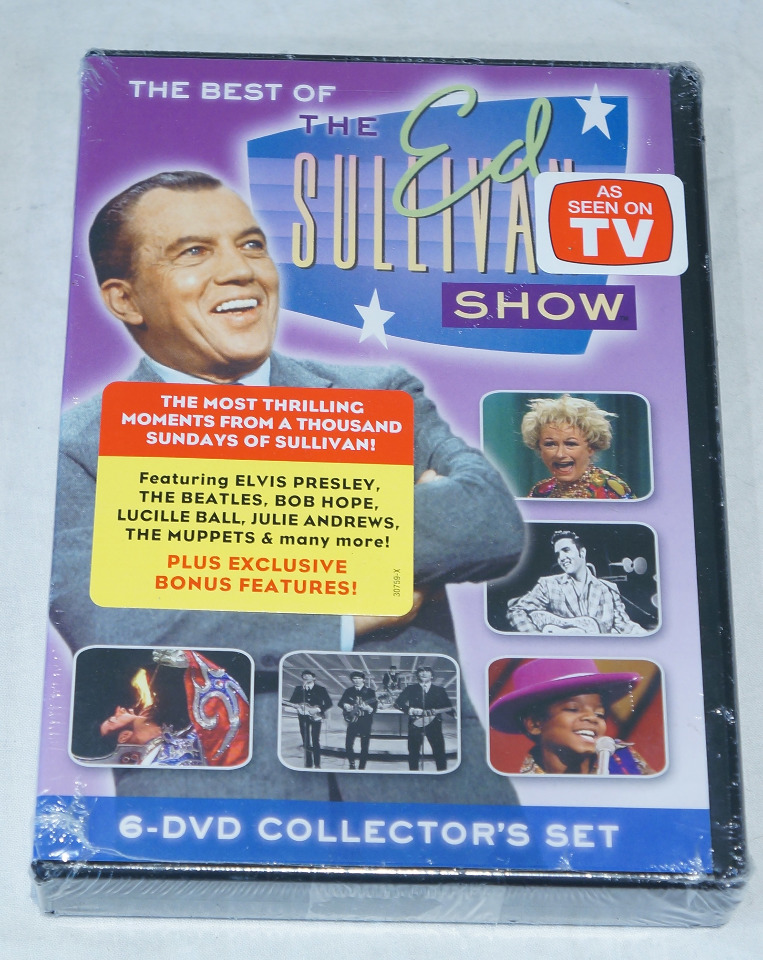 THE BEST OF
THE Ed
SULLIVAN
SHOW
AS
SEEN ON
TV
THE MOST THRILLING
MOMENTS FROM A THOUSAND
SUNDAYS OF SULLIVAN!
Featuring ELVIS PRESLEY,
THE BEATLES, BOB HOPE,
LUCILLE BALL, JULIE ANDREWS,
THE MUPPETS & many more!
PLUS EXCLUSIVE
BONUS FEATURES!
30759-X
6-DVD COLLECTOR'S SET